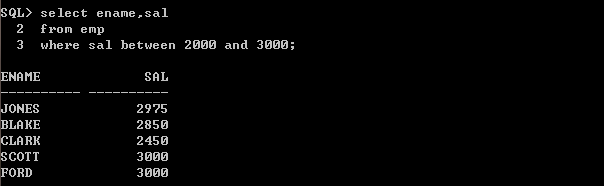 SQL> select ename,sal
  2  from emp
  3  where sal between 2000 and 3000;
ENAME             SAL
---------- ----------
JONES            2975
BLAKE            2850
CLARK            2450
SCOTT            3000
FORD             3000